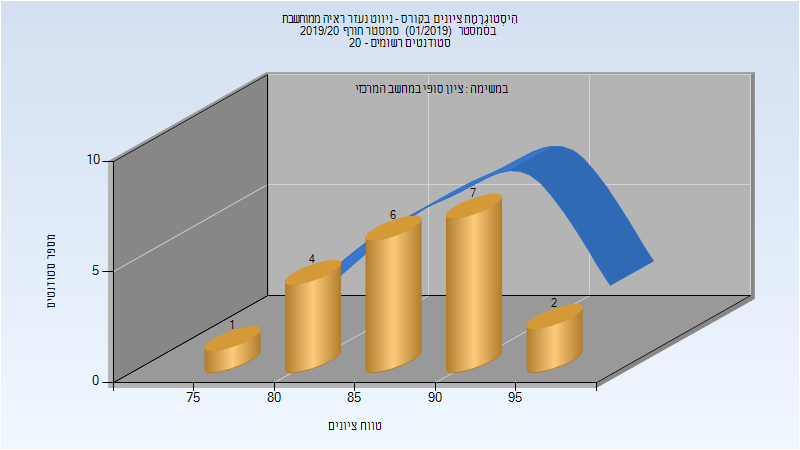 היסטוגרמת ציונים בקורס - ניווט נעזר ראיה ממוחשבת
בסמסטר (01/2019) סמסטר חורף 2019/20
סטודנטים רשומים - 20
במשימה : ציון סופי במחשב המרכזי
10
5
0
מספר סטודנטים
1
4
6
7
2
75
80
85
90
95
טווח ציונים